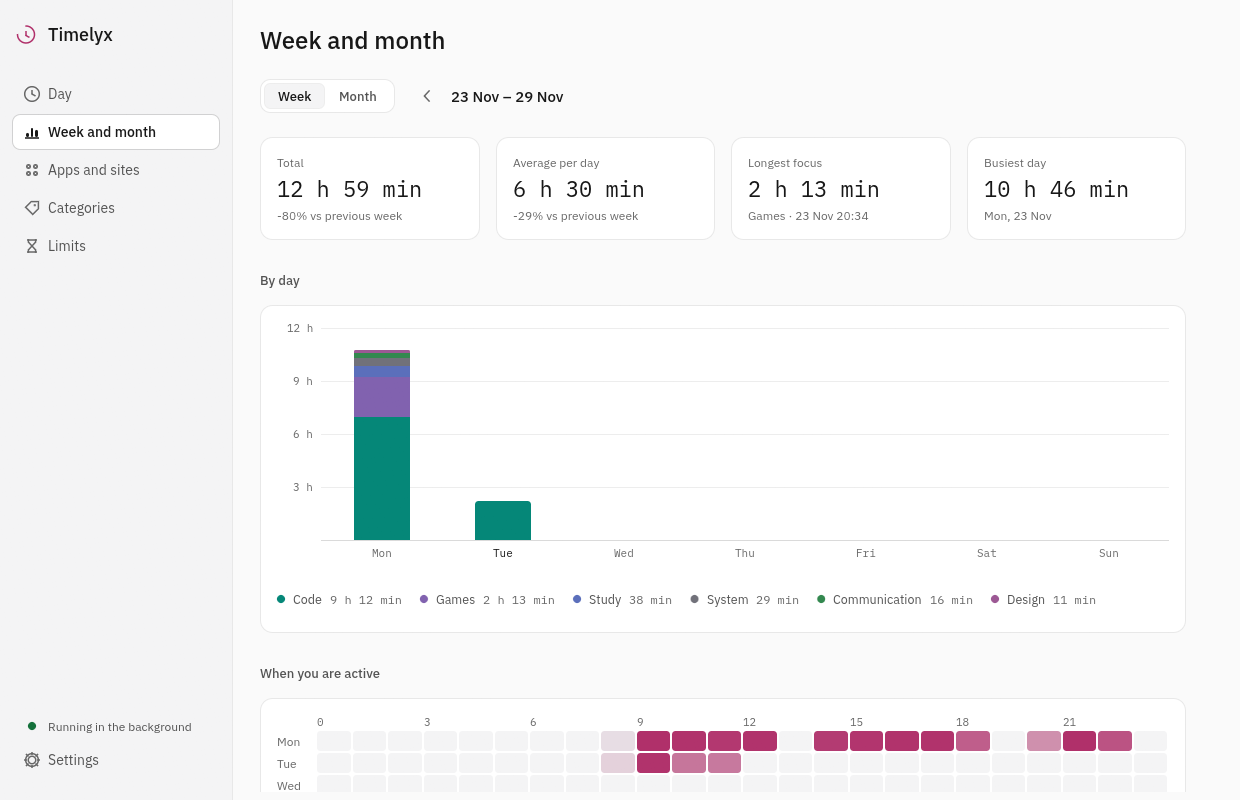 Timelyx
Day
Week and month
Apps and sites
Categories
Limits
Running in the background
Settings
Week and month
Week Month 23 Nov – 29 Nov
Total
12 h 59 min
-80% vs previous week
Average per day
6 h 30 min
-29% vs previous week
Longest focus
2 h 13 min
Games · 23 Nov 20:34
Busiest day
10 h 46 min
Mon, 23 Nov
By day
12 h
9 h
6 h
3 h
Mon Tue Wed Thu Fri Sat Sun
Code 9 h 12 min Games 2 h 13 min Study 38 min System 29 min Communication 16 min Design 11 min
When you are active
0 3 6 9 12 15 18 21
Mon
Tue
Wed